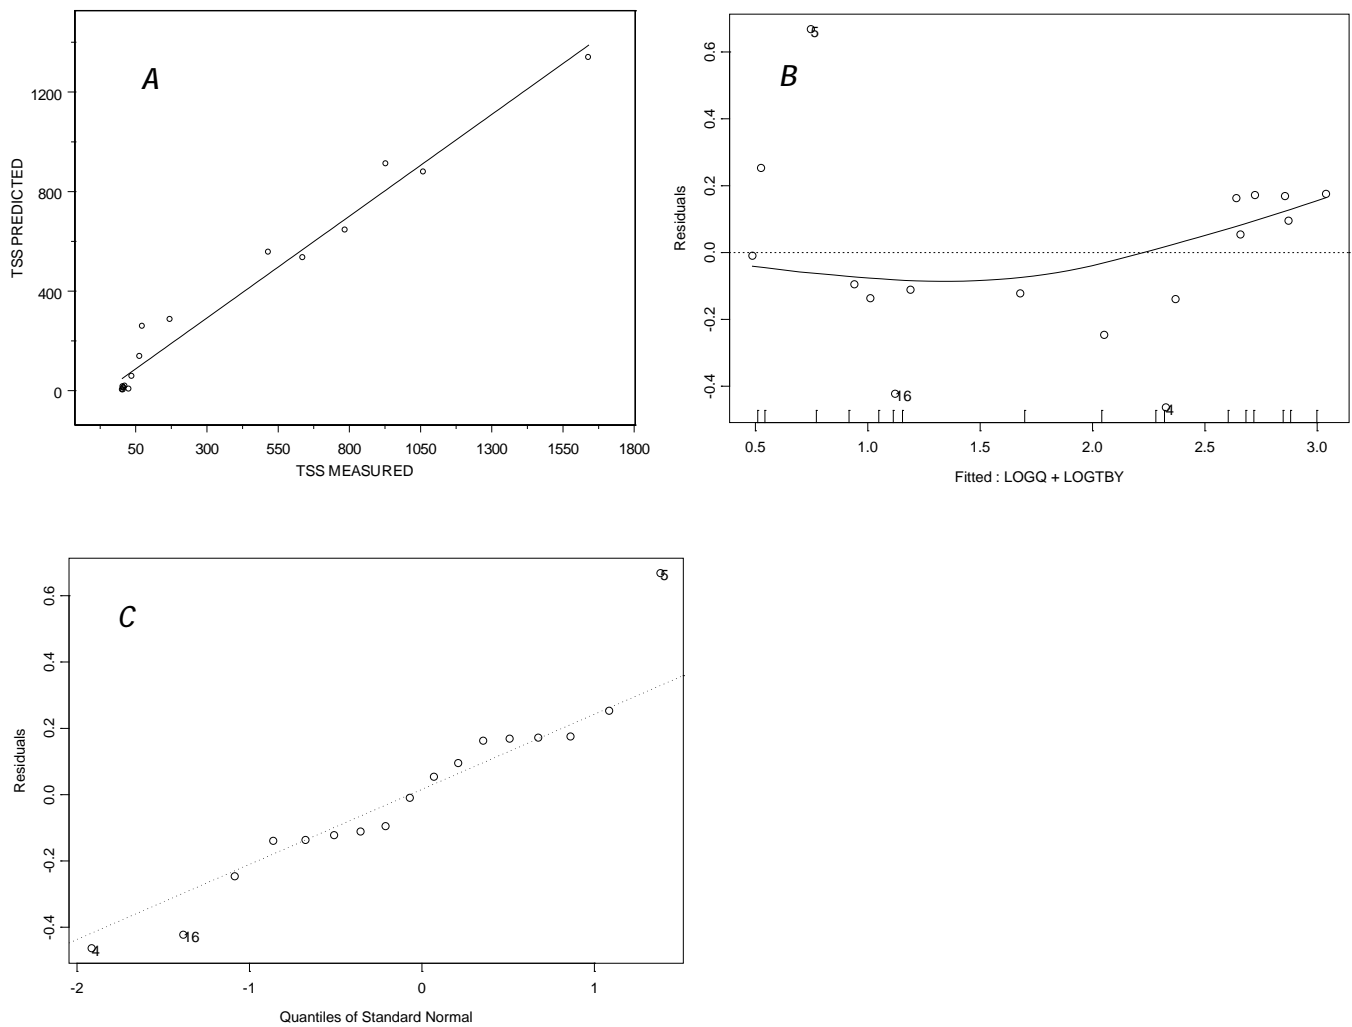 A
1200
800
400
0
TSS PREDICTED
50 300 550 800 1050 1300 1550 1800
TSS MEASURED
B
5
16
4
0.6
0.4
0.2
0.0
-0.2
-0.4
Residuals
0.5 1.0 1.5 2.0 2.5 3.0
Fitted : LOGQ + LOGTBY
C
5
16
4
0.6
0.4
0.2
0.0
-0.2
-0.4
Residuals
-2 -1 0 1
Quantiles of Standard Normal